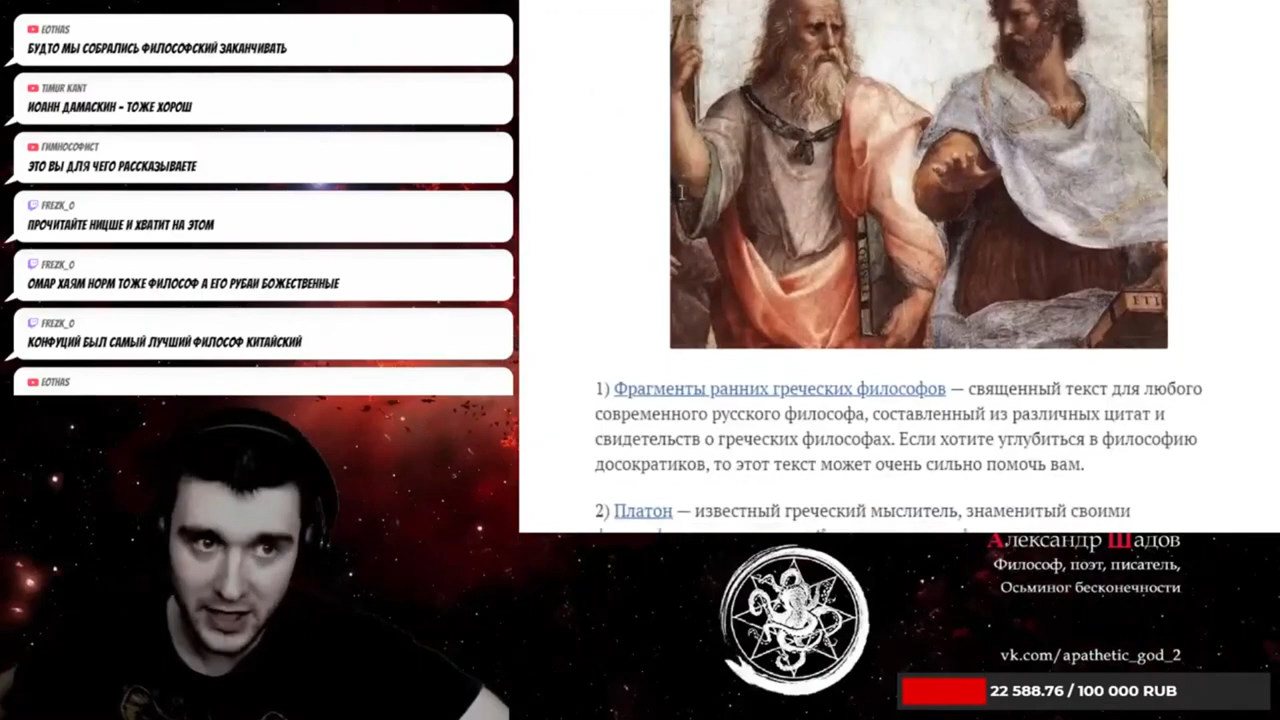 EOTHAS
БУДТО МЫ СОБРАЛИСЬ ФИЛОСОФСКИЙ ЗАКАНЧИВАТЬ
TIMUR KANT
ИОАНН ДАМАСКИН - ТОЖЕ ХОРОШ
ГИМНОСОФИСТ
ЭТО ВЫ ДЛЯ ЧЕГО РАССКАЗЫВАЕТЕ
FREZK_O
ПРОЧИТАЙТЕ НИЦШЕ И ХВАТИТ НА ЭТОМ
FREZK_O
ОМАР ХАЯМ НОРМ ТОЖЕ ФИЛОСОФ А ЕГО РУБАИ БОЖЕСТВЕННЫЕ
FREZK_O
КОНФУЦИЙ БЫЛ САМЫЙ ЛУЧШИЙ ФИЛОСОФ КИТАЙСКИЙ
EOTHAS
1
1) Фрагменты ранних греческих философов — священный текст для любого
современного русского философа, составленный из различных цитат и
свидетельств о греческих философах. Если хотите углубиться в философию
досократиков, то этот текст может очень сильно помочь вам.
2) Платон — известный греческий мыслитель, знаменитый своими
Александр Шадов
Философ, поэт, писатель,
Осьминог бесконечности
vk.com/apathetic_god_2
22 588.76 / 100 000 RUB